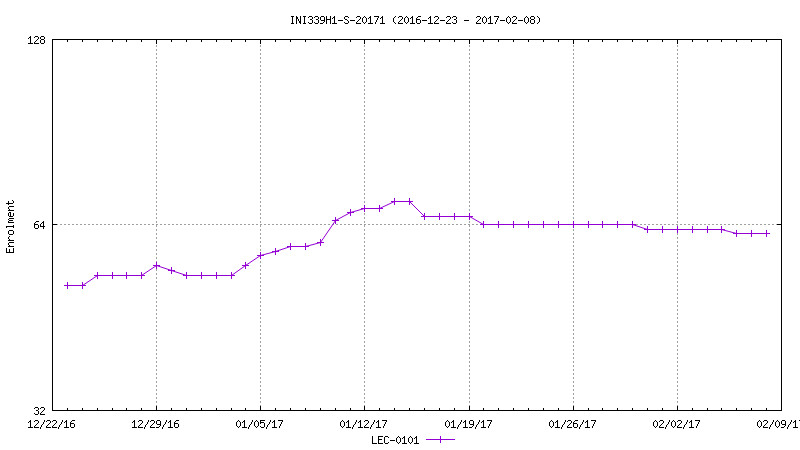 INI339H1-S-20171 (2016-12-23 - 2017-02-08)
128
Enrolment
64
32
12/22/16 12/29/16 01/05/17 01/12/17 01/19/17 01/26/17 02/02/17 02/09/17
LEC-0101